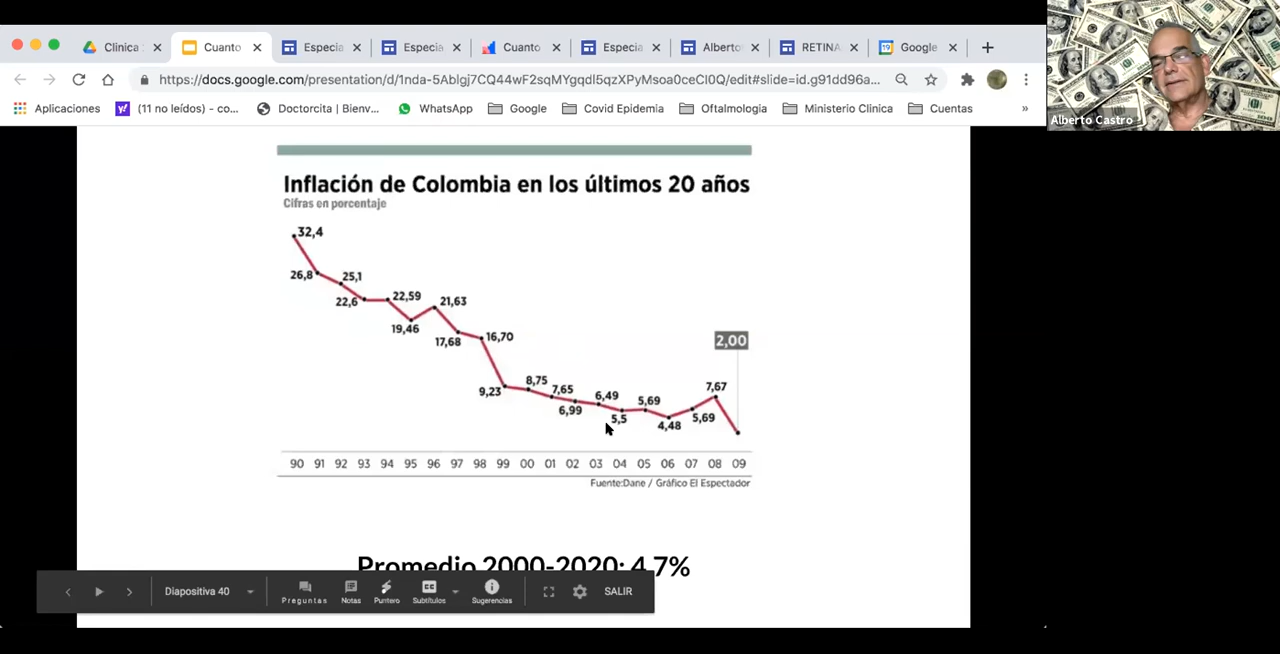 Clinica
Cuanto
Especia
Especia
Cuanto
Especia
Alberto
RETINA
Google
https://docs.google.com/presentation/d/1nda-5Ablgj7CQ44wF2sqMYgqdl5qzXPyMsoa0ceCl0Q/edit#slide=id.g91dd96a...
Aplicaciones
(11 no leídos) - co...
Doctorcita | Bienv...
WhatsApp
Google
Covid Epidemia
Oftalmologia
Ministerio Clinica
Cuentas
»
Alberto Castro
Inflación de Colombia en los últimos 20 años
Cifras en porcentaje
32,4
26,8
25,1
22,6
22,59
19,46
21,63
17,68
16,70
9,23
8,75
7,65
6,99
6,49
5,5
5,69
4,48
5,69
7,67
2,00
90 91 92 93 94 95 96 97 98 99 00 01 02 03 04 05 06 07 08 09
Fuente:Dane / Gráfico El Espectador
Promedio 2000-2020: 4,7%
Diapositiva 40
Preguntas
Notas
Puntero
CC
Subtítulos
Sugerencias
SALIR